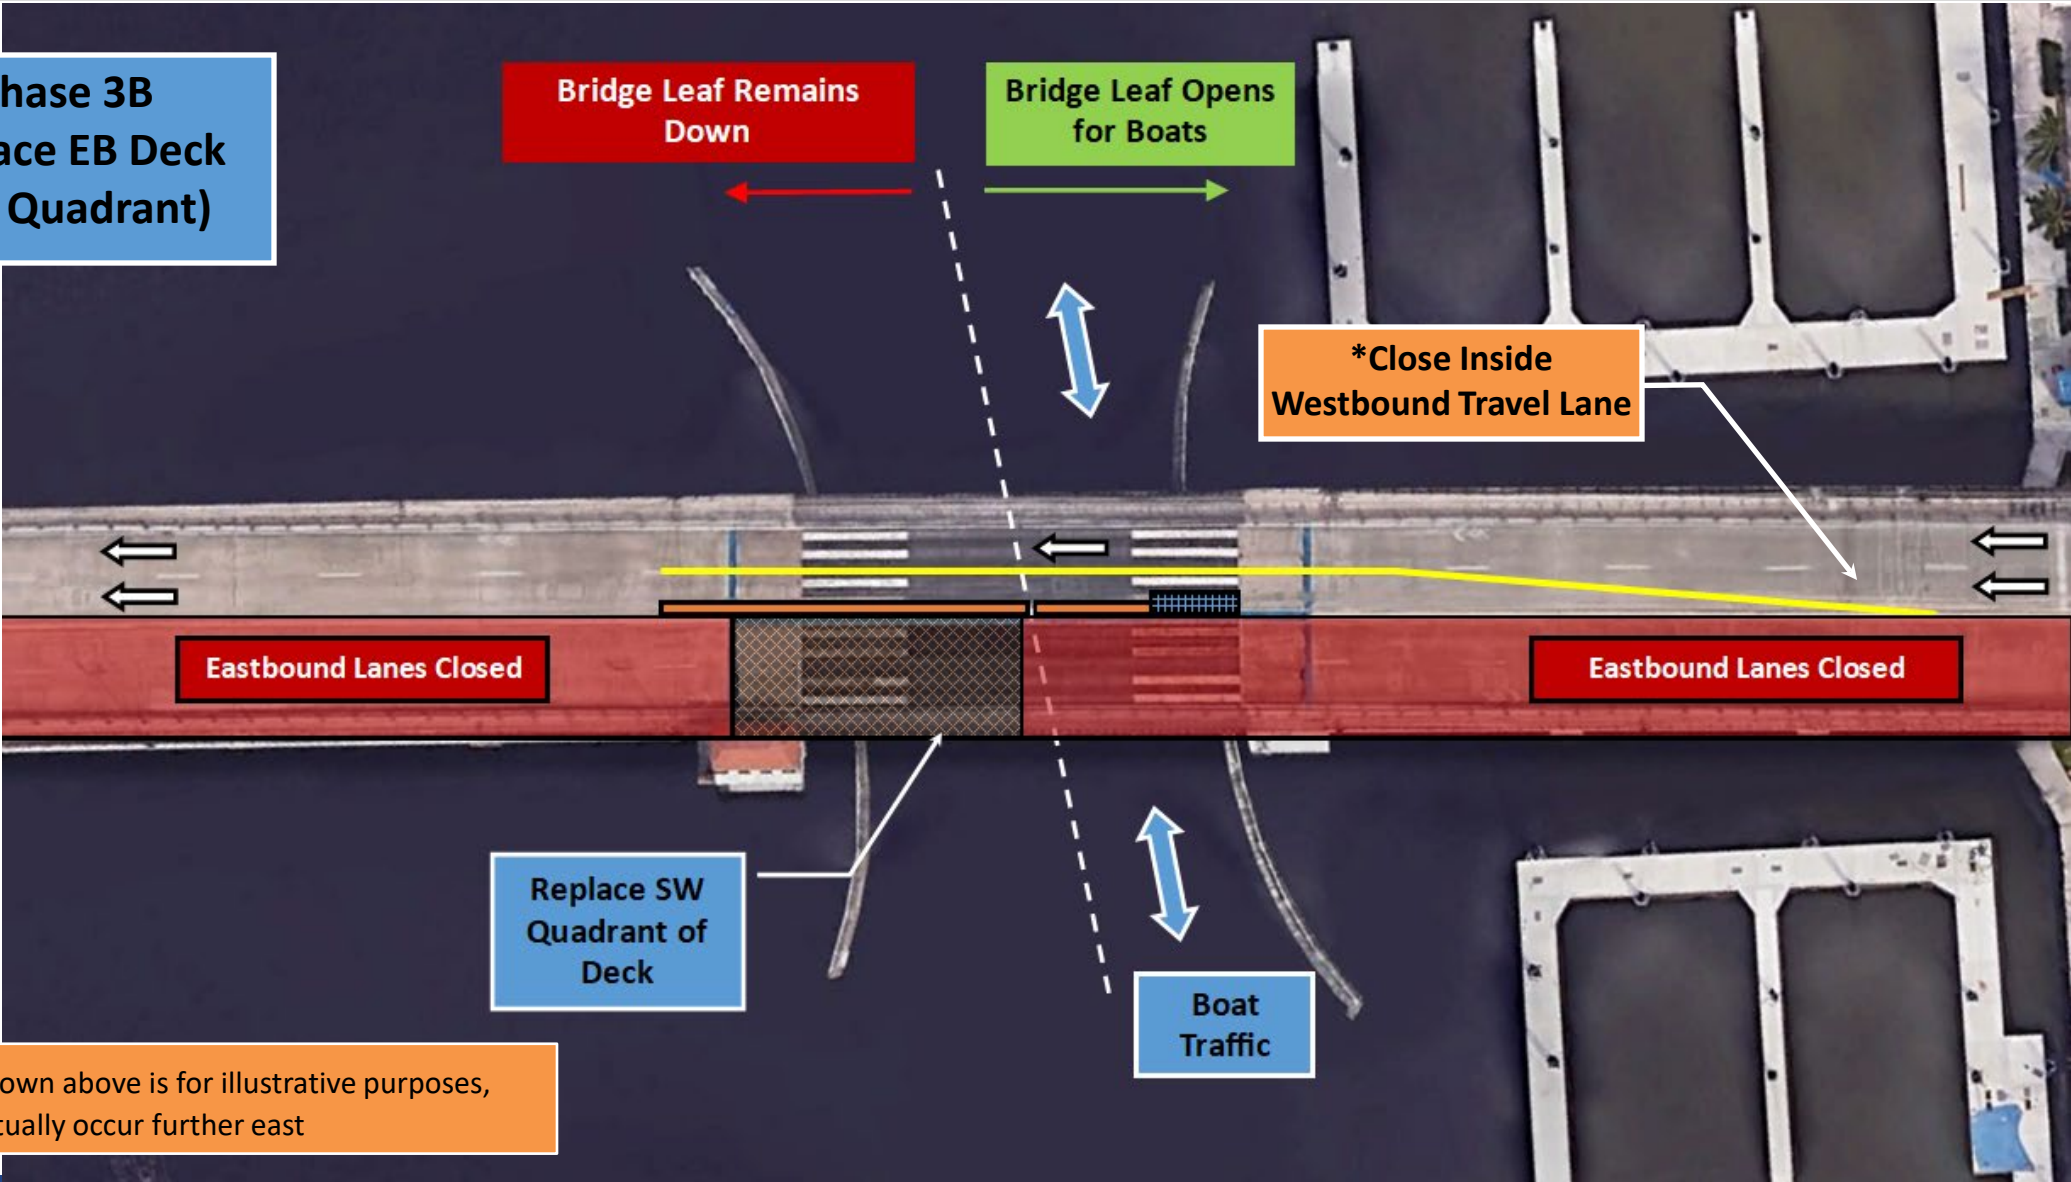 hase 3B
ace EB Deck
Quadrant)
Bridge Leaf Remains
Down
Bridge Leaf Opens
for Boats
*Close Inside
Westbound Travel Lane
Eastbound Lanes Closed
Eastbound Lanes Closed
Replace SW
Quadrant of
Deck
Boat
Traffic
own above is for illustrative purposes,
tually occur further east